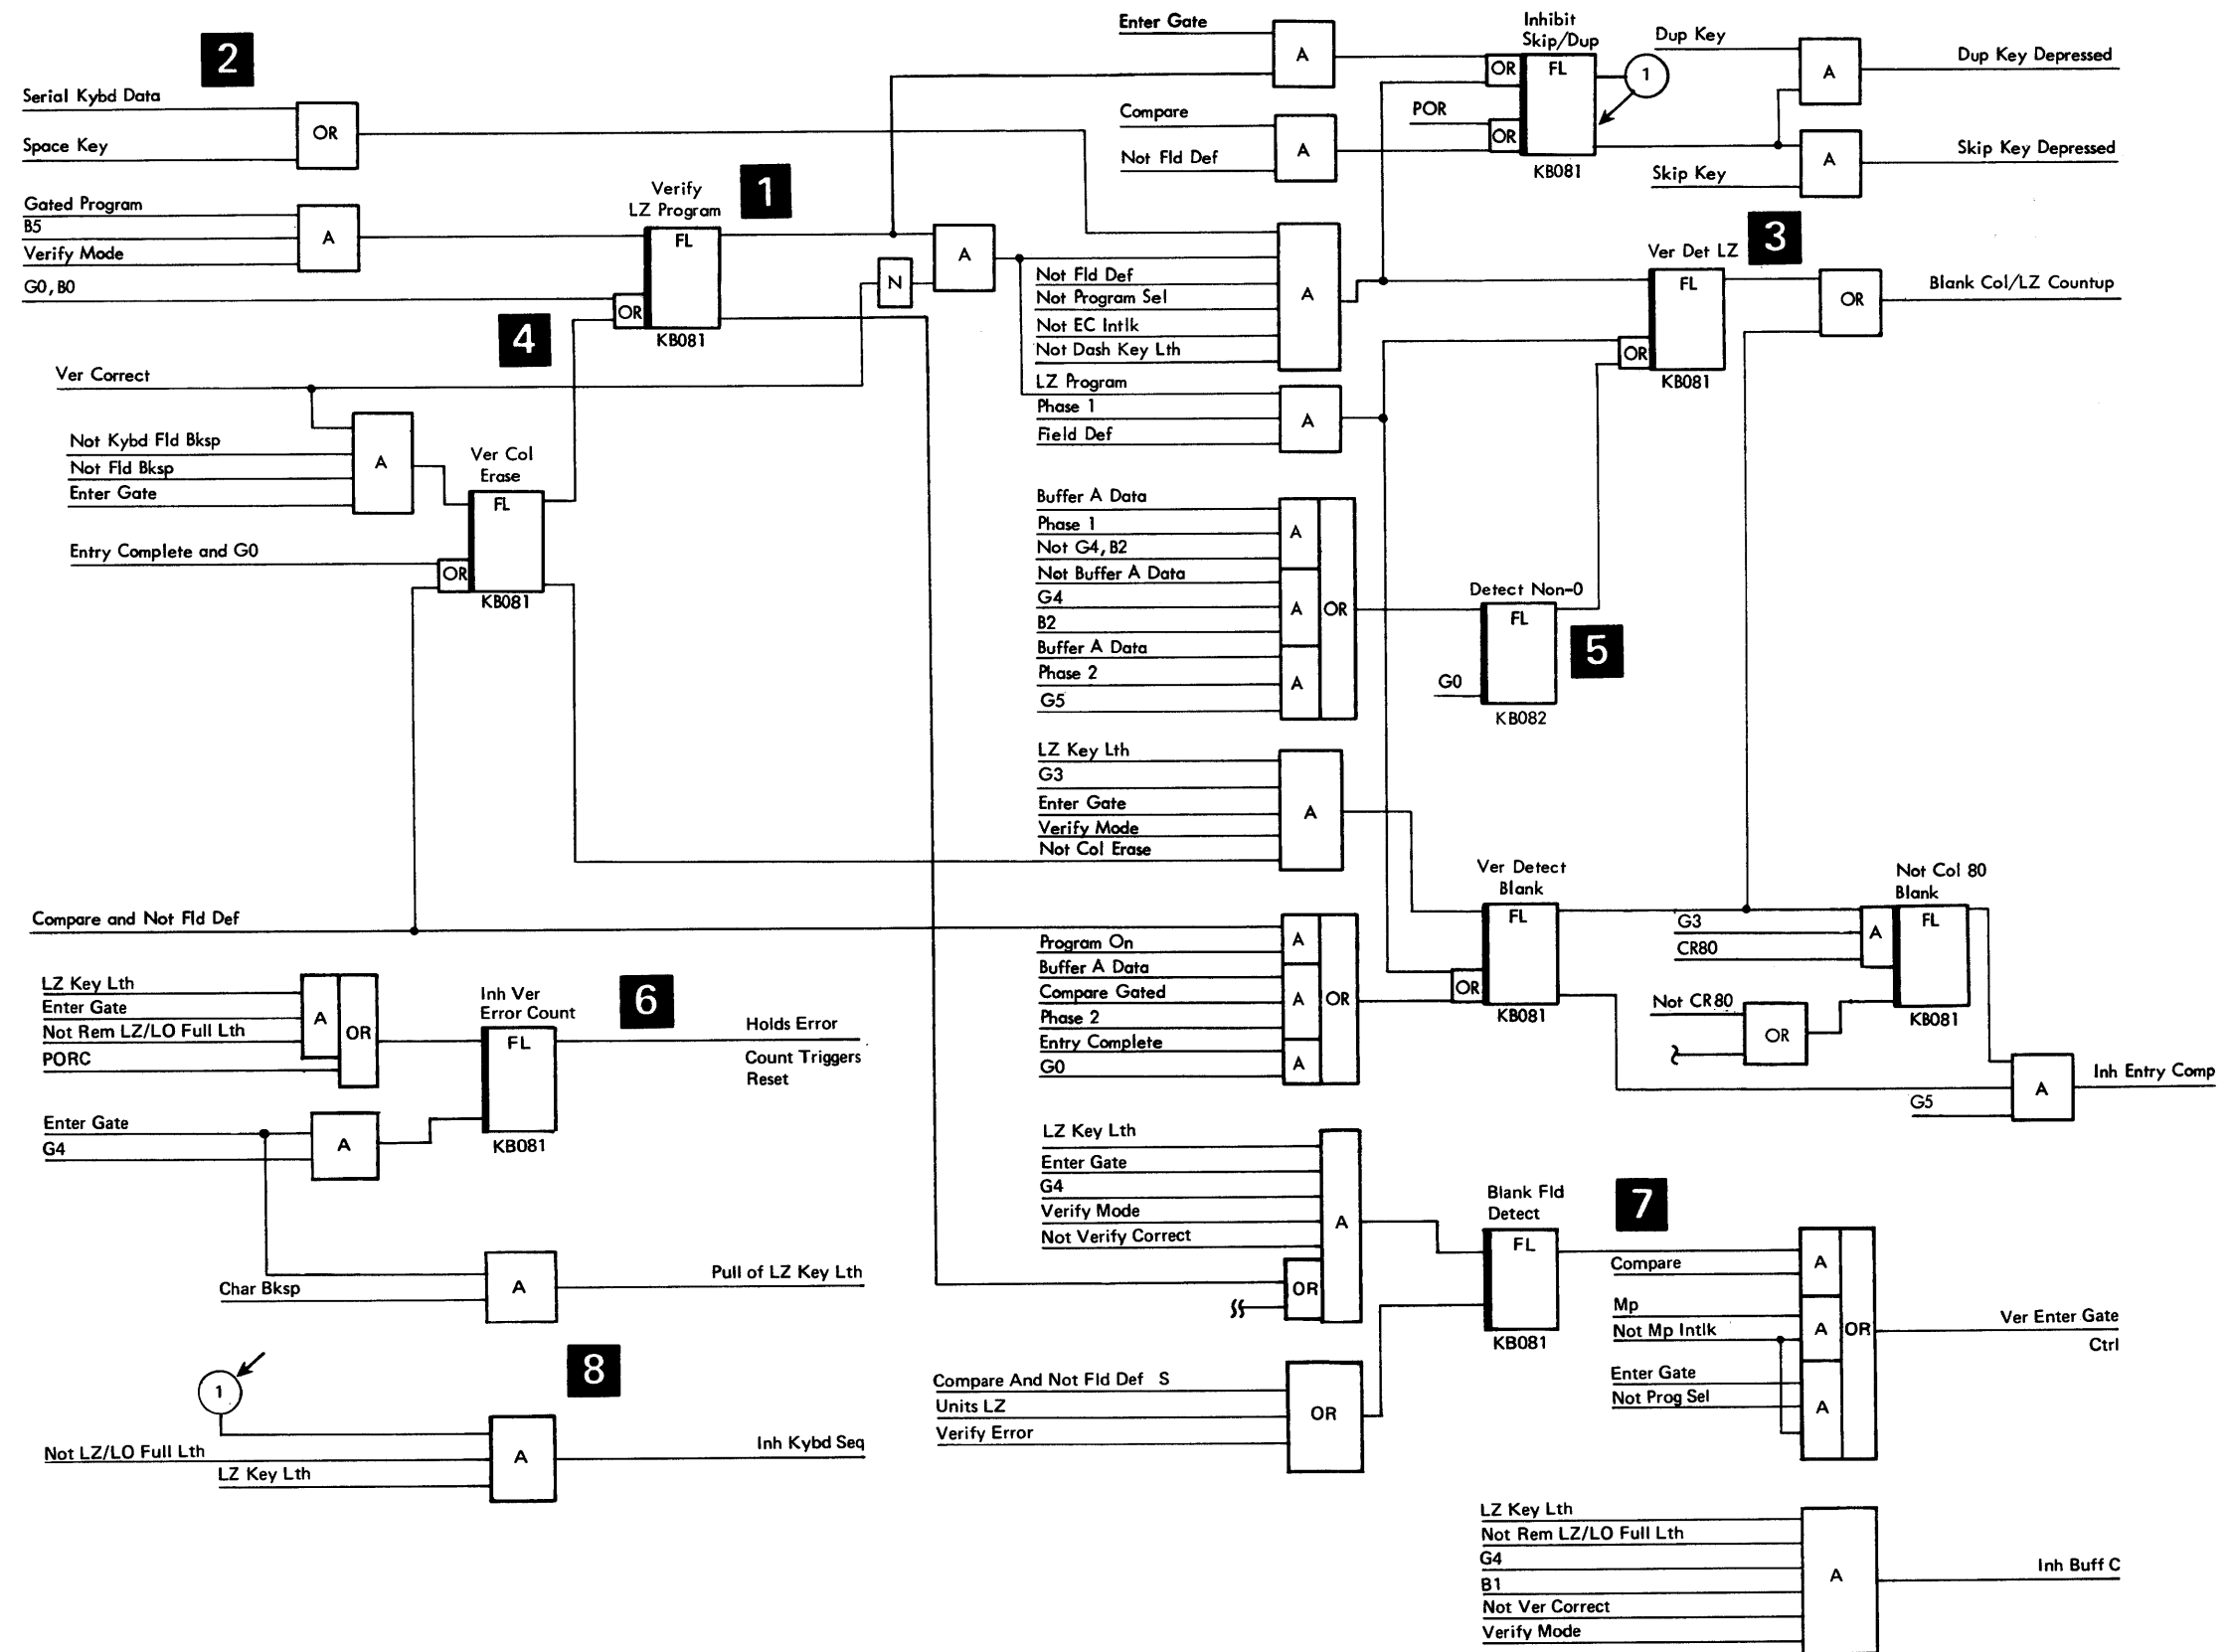 2
Serial Kybd Data
Space Key
OR
Gated Program
B5
Verify Mode
A
G0, B0
Verify
LZ Program
1
FL
OR
KB081
4
Ver Correct
Not Kybd Fld Bksp
Not Fld Bksp
Enter Gate
A
Ver Col
Erase
FL
Entry Complete and G0
OR
KB081
N
A
Enter Gate
A
Compare
Not Fld Def
A
Inhibit
Skip/Dup
OR
FL
POR
OR
KB081
1
Dup Key
A
Dup Key Depressed
Skip Key
A
Skip Key Depressed
Not Fld Def
Not Program Sel
Not EC Intlk
Not Dash Key Lth
A
LZ Program
Phase 1
Field Def
A
Ver Det LZ
3
FL
OR
KB081
OR
Blank Col/LZ Countup
Buffer A Data
Phase 1
Not G4, B2
A
Not Buffer A Data
G4
B2
A
OR
Buffer A Data
Phase 2
G5
A
Detect Non-0
FL
5
G0
KB082
LZ Key Lth
G3
Enter Gate
Verify Mode
Not Col Erase
A
Compare and Not Fld Def
Program On
A
Buffer A Data
Compare Gated
Phase 2
A
OR
Entry Complete
G0
A
Ver Detect
Blank
FL
OR
KB081
Not Col 80
Blank
G3
CR80
A
FL
Not CR80
OR
KB081
G5
A
Inh Entry Comp
LZ Key Lth
Enter Gate
Not Rem LZ/LO Full Lth
PORC
A
OR
Inh Ver
Error Count
6
FL
KB081
Holds Error
Count Triggers
Reset
Enter Gate
G4
A
Char Bksp
A
Pull of LZ Key Lth
8
1
Not LZ/LO Full Lth
LZ Key Lth
A
Inh Kybd Seq
LZ Key Lth
Enter Gate
G4
Verify Mode
Not Verify Correct
A
OR
Blank Fld
Detect
7
FL
KB081
Compare And Not Fld Def S
Units LZ
Verify Error
OR
Compare
A
Mp
Not Mp Intlk
A
OR
Enter Gate
Not Prog Sel
A
Ver Enter Gate
Ctrl
LZ Key Lth
Not Rem LZ/LO Full Lth
G4
B1
Not Ver Correct
Verify Mode
A
Inh Buff C